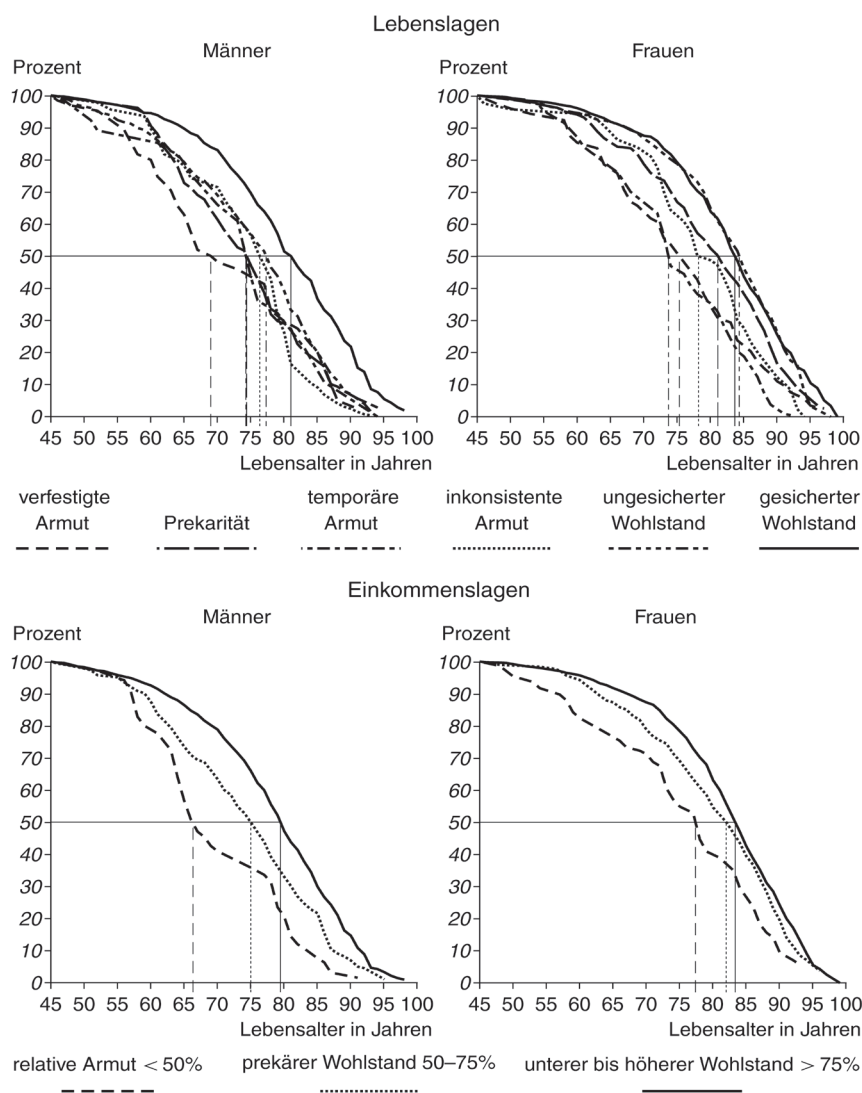 Lebenslagen
Männer
Frauen
Prozent
Prozent
100
90
80
70
60
50
40
30
20
10
0
45 50 55 60 65 70 75 80 85 90 95 100
Lebensalter in Jahren
100
90
80
70
60
50
40
30
20
10
0
45 50 55 60 65 70 75 80 85 90 95 100
Lebensalter in Jahren
verfestigte Armut
Prekarität
temporäre Armut
inkonsistente Armut
ungesicherter Wohlstand
gesicherter Wohlstand
Einkommenslagen
Männer
Frauen
Prozent
Prozent
100
90
80
70
60
50
40
30
20
10
0
45 50 55 60 65 70 75 80 85 90 95 100
Lebensalter in Jahren
100
90
80
70
60
50
40
30
20
10
0
45 50 55 60 65 70 75 80 85 90 95 100
Lebensalter in Jahren
relative Armut < 50%
prekärer Wohlstand 50–75%
unterer bis höherer Wohlstand > 75%